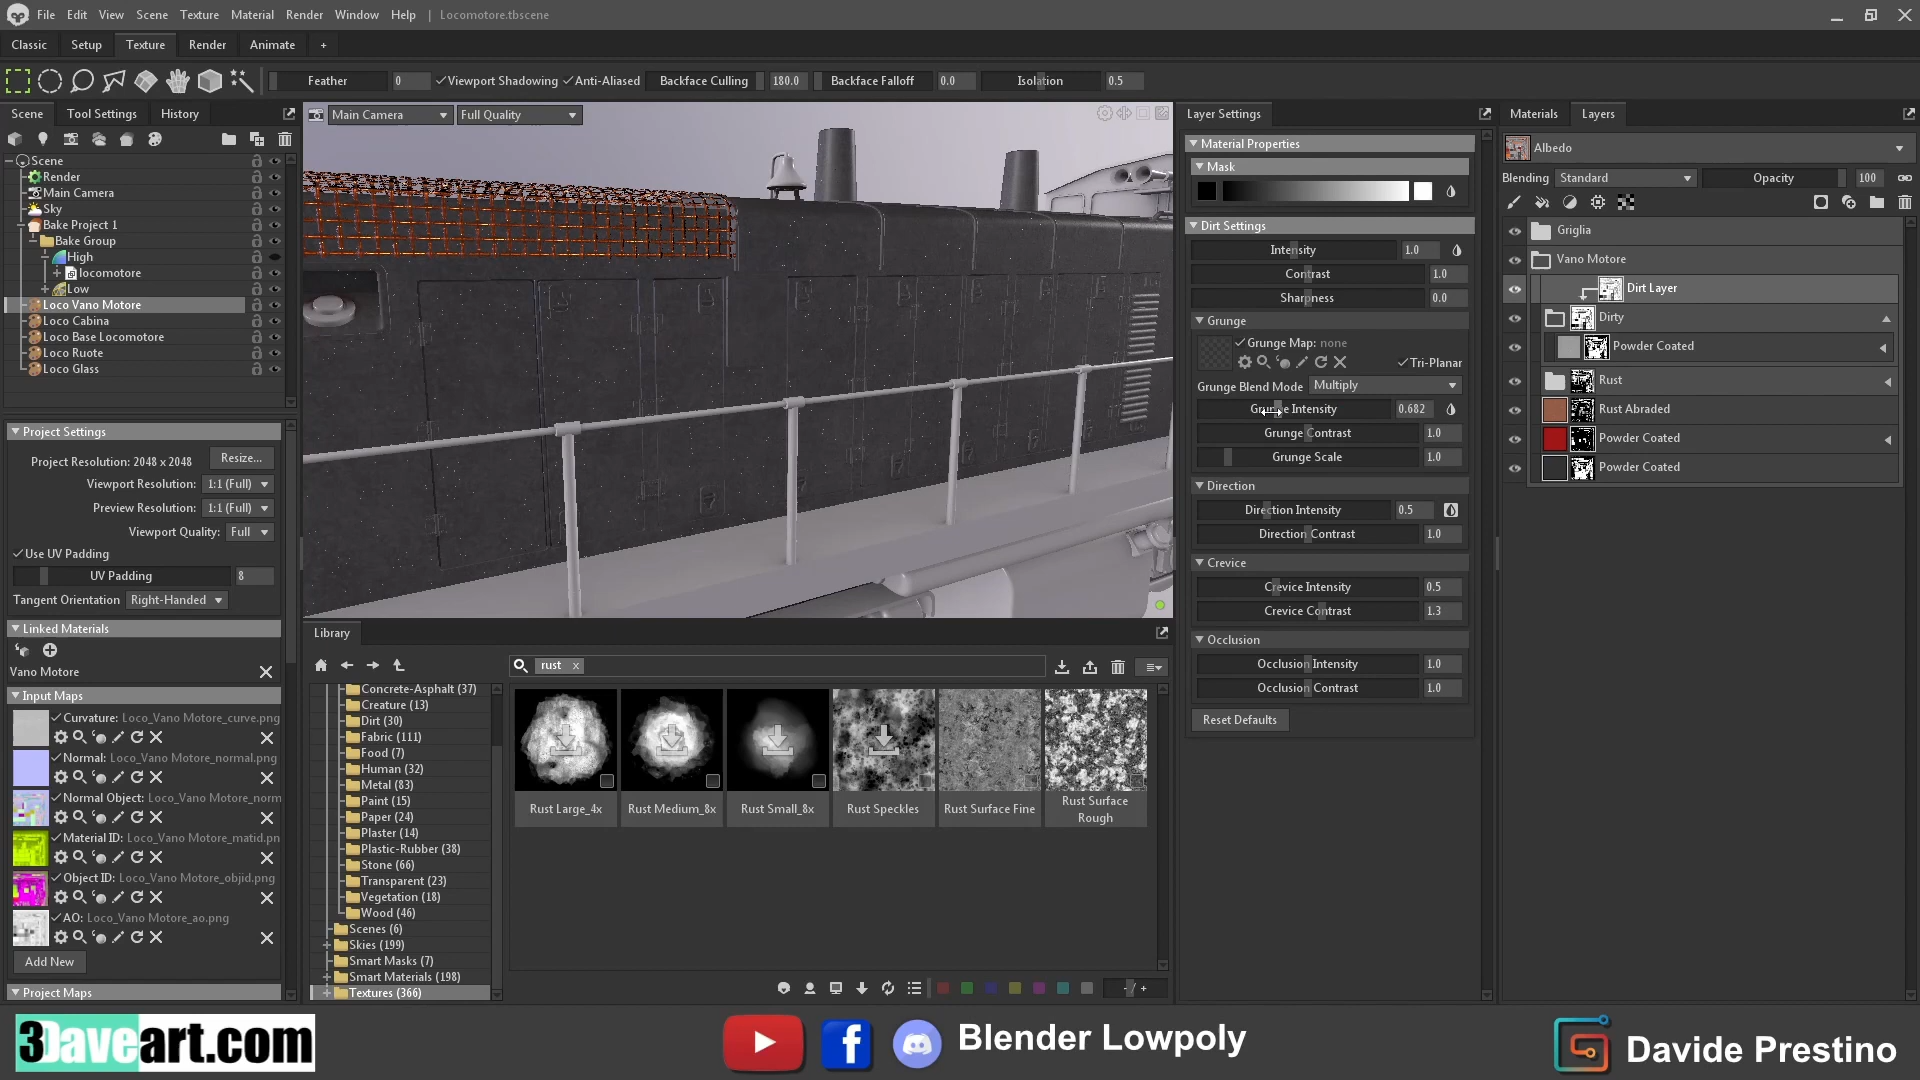 File Edit View Scene Texture Material Render Window Help | Locomotore.tbscene
Classic Setup Texture Render Animate +
Feather 0 Viewport Shadowing Anti-Aliased Backface Culling 180.0 Backface Falloff 0.0 Isolation 0.5
Scene Tool Settings History
Scene
Render
Main Camera
Sky
Bake Project 1
Bake Group
High
locomotore
Low
Loco Vano Motore
Loco Cabina
Loco Base Locomotore
Loco Ruote
Loco Glass
Project Settings
Project Resolution: 2048 x 2048 Resize...
Viewport Resolution: 1:1 (Full)
Preview Resolution: 1:1 (Full)
Viewport Quality: Full
Use UV Padding
UV Padding 8
Tangent Orientation Right-Handed
Linked Materials
Vano Motore
Input Maps
Curvature: Loco_Vano Motore_curve.png
Normal: Loco_Vano Motore_normal.png
Normal Object: Loco_Vano Motore_norm
Material ID: Loco_Vano Motore_matid.pn
Object ID: Loco_Vano Motore_objid.png
AO: Loco_Vano Motore_ao.png
Add New
Project Maps
Main Camera Full Quality
Library
rust x
Concrete-Asphalt (37)
Creature (13)
Dirt (30)
Fabric (111)
Food (7)
Human (32)
Metal (83)
Paint (15)
Paper (24)
Plaster (14)
Plastic-Rubber (38)
Stone (66)
Transparent (23)
Vegetation (18)
Wood (46)
Scenes (6)
Skies (199)
Smart Masks (7)
Smart Materials (198)
Textures (366)
Rust Large_4x
Rust Medium_8x
Rust Small_8x
Rust Speckles
Rust Surface Fine
Rust Surface
Rough
- / +
Layer Settings
Material Properties
Mask
Dirt Settings
Intensity 1.0
Contrast 1.0
Sharpness 0.0
Grunge
Grunge Map: none
Tri-Planar
Grunge Blend Mode Multiply
Grunge Intensity 0.682
Grunge Contrast 1.0
Grunge Scale 1.0
Direction
Direction Intensity 0.5
Direction Contrast 1.0
Crevice
Crevice Intensity 0.5
Crevice Contrast 1.3
Occlusion
Occlusion Intensity 1.0
Occlusion Contrast 1.0
Reset Defaults
Materials Layers
Albedo
Blending Standard Opacity 100
Griglia
Vano Motore
Dirt Layer
Dirty
Powder Coated
Rust
Rust Abraded
Powder Coated
Powder Coated
3Daveart.com
Blender Lowpoly
Davide Prestino